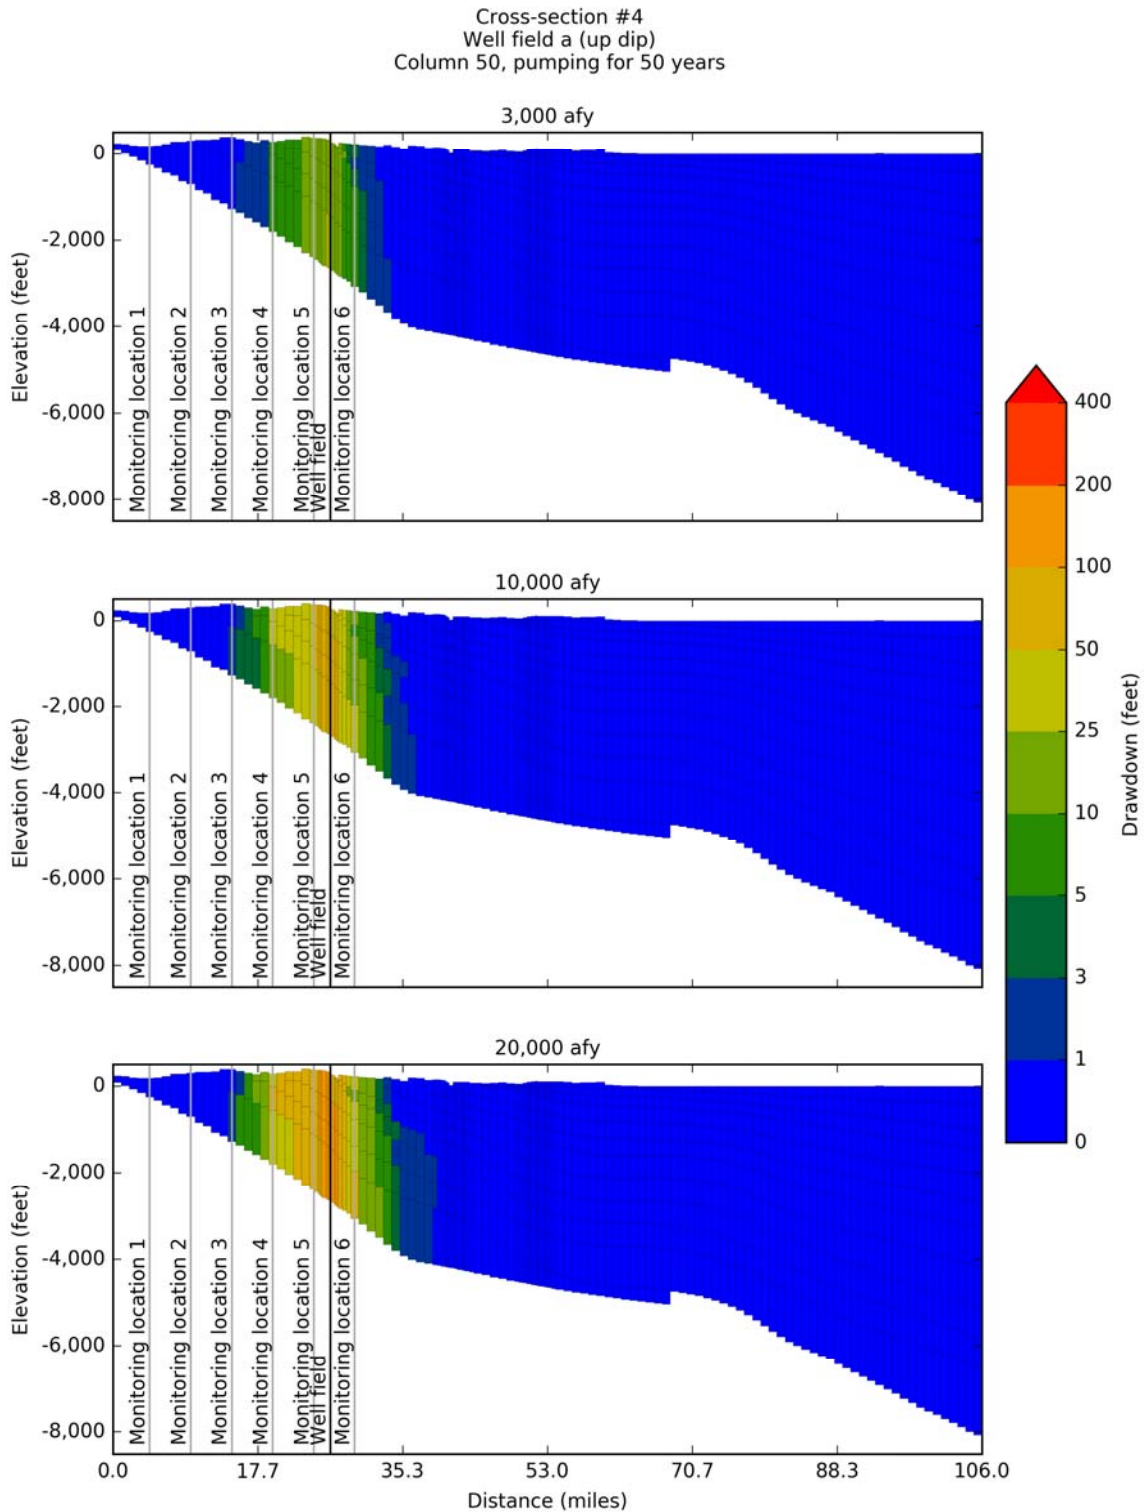 Cross-section #4
Well field a (up dip)
Column 50, pumping for 50 years
3,000 afy
Elevation (feet)
0
-2,000
-4,000
-6,000
-8,000
Monitoring location 1
Monitoring location 2
Monitoring location 3
Monitoring location 4
Monitoring location 5
Well field
Monitoring location 6
10,000 afy
Elevation (feet)
0
-2,000
-4,000
-6,000
-8,000
Monitoring location 1
Monitoring location 2
Monitoring location 3
Monitoring location 4
Monitoring location 5
Well field
Monitoring location 6
20,000 afy
Elevation (feet)
0
-2,000
-4,000
-6,000
-8,000
Monitoring location 1
Monitoring location 2
Monitoring location 3
Monitoring location 4
Monitoring location 5
Well field
Monitoring location 6
0.0 17.7 35.3 53.0 70.7 88.3 106.0
Distance (miles)
400
200
100
50
25
10
5
3
1
0
Drawdown (feet)